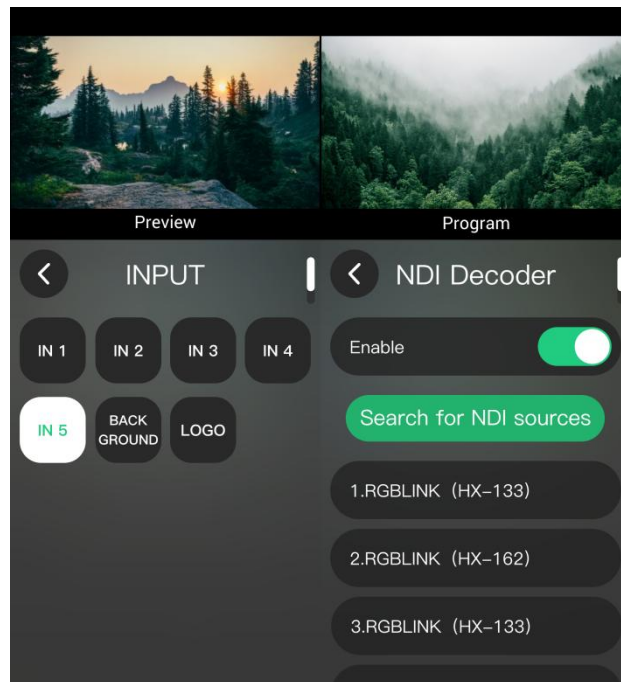 Preview
Program
INPUT
IN 1
IN 2
IN 3
IN 4
IN 5
BACK
GROUND
LOGO
NDI Decoder
Enable
Search for NDI sources
1.RGBLINK（HX-133）
2.RGBLINK（HX-162）
3.RGBLINK（HX-133）